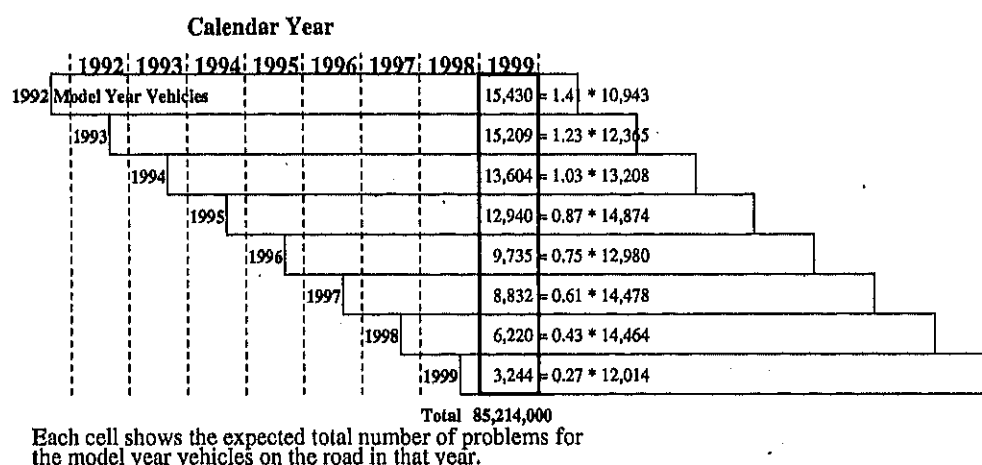 Calendar Year
1992 1993 1994 1995 1996 1997 1998 1999
1992 Model Year Vehicles 15,430 = 1.41 * 10,943
1993 15,209 = 1.23 * 12,365
1994 13,604 = 1.03 * 13,208
1995 12,940 = 0.87 * 14,874
1996 9,735 = 0.75 * 12,980
1997 8,832 = 0.61 * 14,478
1998 6,220 = 0.43 * 14,464
1999 3,244 = 0.27 * 12,014
Total 85,214,000
Each cell shows the expected total number of problems for
the model year vehicles on the road in that year.